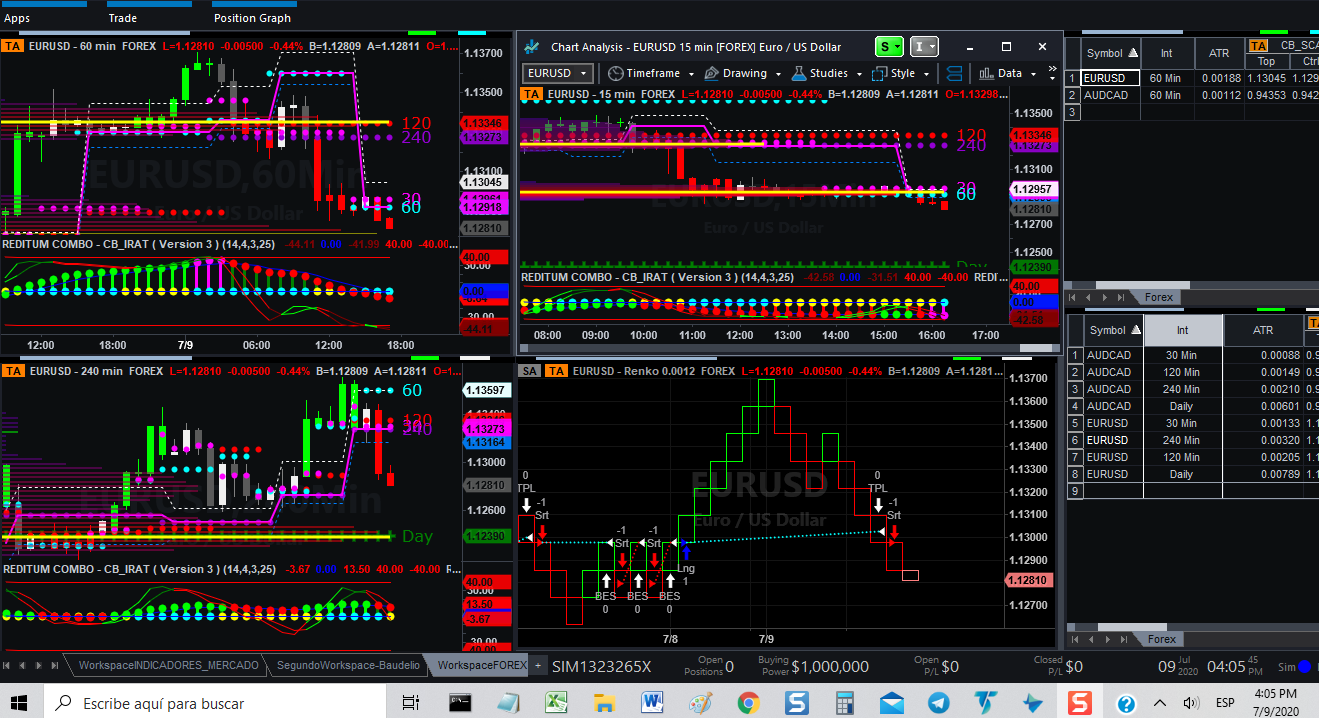 Apps Trade Position Graph
TA EURUSD - 60 min FOREX L=1.12810 -0.00500 -0.44% B=1.12809 A=1.12811 O=1....
1.13700
1.13500
120
240
1.13346
1.13273
1.13100
1.13045
30
60
1.12918
1.12810
EURUSD,60Min
Euro / US Dollar
REDITUM COMBO - CB_IRAT ( Version 3 ) (14,4,3,25) -44.11 0.00 -41.99 40.00 -40.00...
40.00
30.00
0.00
-44.11
12:00 18:00 7/9 06:00 12:00 18:00
Chart Analysis - EURUSD 15 min [FOREX] Euro / US Dollar
S I
EURUSD Timeframe Drawing Studies Style Data
TA EURUSD - 15 min FOREX L=1.12810 -0.00500 -0.44% B=1.12809 A=1.12811 O=1.13298...
1.13500
120
240
1.13346
1.13273
1.13100
30
60
1.12957
1.12810
1.12700
1.12500
Day
1.12390
Euro / US Dollar
REDITUM COMBO - CB_IRAT ( Version 3 ) (14,4,3,25) -42.58 0.00 -31.51 40.00 -40.00 REDI...
40.00
0.00
-42.58
08:00 09:00 10:00 11:00 12:00 13:00 14:00 15:00 16:00 17:00
Symbol Int ATR TA CB_SCA
Top Ctrl
1 EURUSD 60 Min 0.00188 1.13045 1.129
2 AUDCAD 60 Min 0.00112 0.94353 0.942
3
Forex
TA EURUSD - 240 min FOREX L=1.12810 -0.00500 -0.44% B=1.12809 A=1.12811 O=1....
60
1.13597
120
240
1.13273
1.13164
1.13000
1.12810
1.12600
Day
1.12390
REDITUM COMBO - CB_IRAT ( Version 3 ) (14,4,3,25) -3.67 0.00 13.50 40.00 -40.00 R...
40.00
30.00
13.50
-3.67
SA TA EURUSD - Renko 0.0012 FOREX L=1.12810 -0.00500 -0.44% B=1.12809 A=1.1281...
1.13700
1.13600
1.13500
1.13400
1.13300
1.13200
1.13100
1.13000
1.12900
1.12810
1.12700
EURUSD
Euro / US Dollar
0
TPL
-1
Srt
-1
Srt
-1
Srt
0
TPL
-1
Srt
Lng
1
BES BES BES
0 0 0
7/8 7/9
Symbol Int ATR
1 AUDCAD 30 Min 0.00088 0.9
2 AUDCAD 120 Min 0.00149 0.9
3 AUDCAD 240 Min 0.00210 0.9
4 AUDCAD Daily 0.00601 0.9
5 EURUSD 30 Min 0.00133 1.1
6 EURUSD 240 Min 0.00320 1.1
7 EURUSD 120 Min 0.00205 1.1
8 EURUSD Daily 0.00789 1.1
9
Forex
WorkspaceINDICADORES_MERCADO SegundoWorkspace-Baudelio WorkspaceFOREX + SIM1323265X Open Positions 0 Buying Power $1,000,000 Open P/L $0 Closed P/L $0 09 Jul 2020 04:05 45 PM Sim
Escribe aquí para buscar
ESP
4:05 PM
7/9/2020